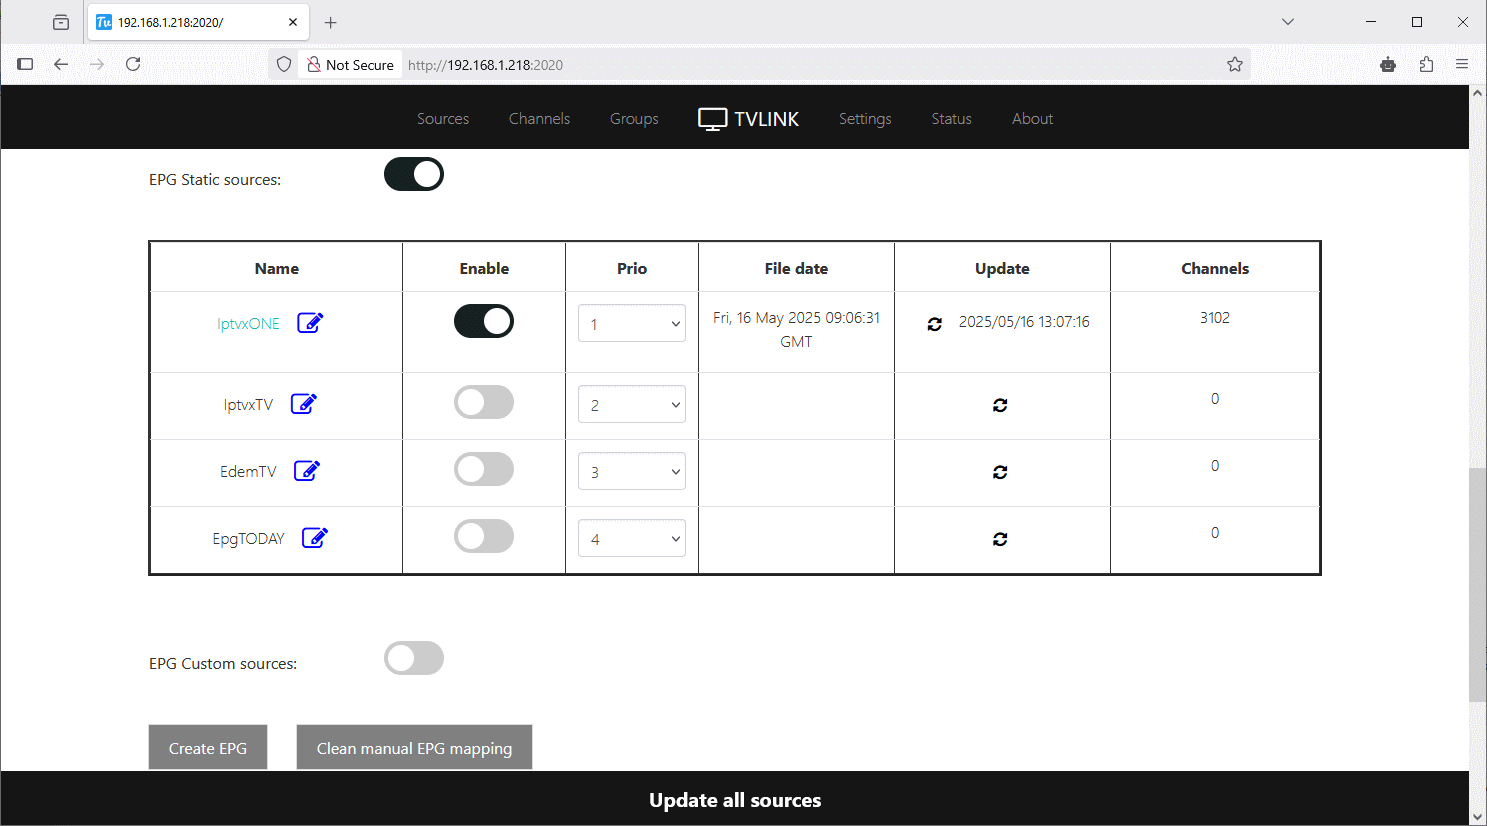 192.168.1.218:2020/
Not Secure http://192.168.1.218:2020
Sources Channels Groups TVLINK Settings Status About
EPG Static sources:
Name Enable Prio File date Update Channels
IptvxONE 1 Fri, 16 May 2025 09:06:31 2025/05/16 13:07:16 3102
GMT
IptvxTV 2 0
EdemTV 3 0
EpgTODAY 4 0
EPG Custom sources:
Create EPG Clean manual EPG mapping
Update all sources